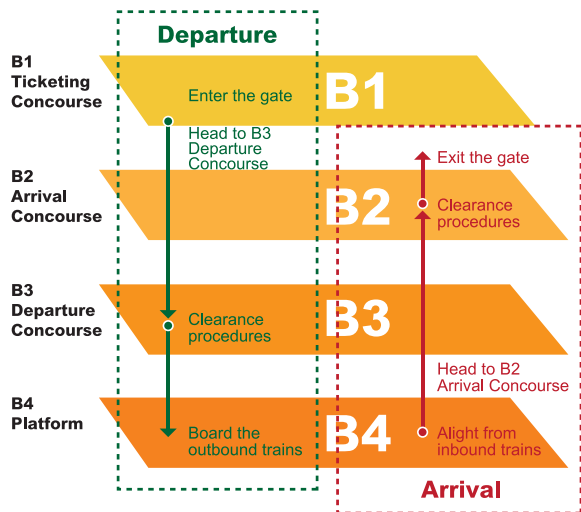 Departure
B1
Ticketing
Concourse
Enter the gate
B1
Head to B3
Departure
Concourse
Exit the gate
B2
Arrival
Concourse
B2
Clearance
procedures
B3
Departure
Concourse
Clearance
procedures
B3
Head to B2
Arrival Concourse
B4
Platform
Board the
outbound trains
B4
Alight from
inbound trains
Arrival